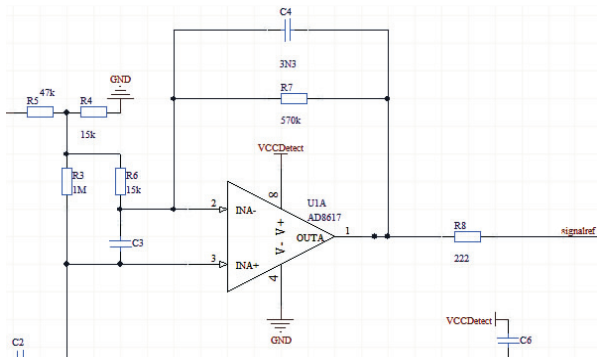 C4
3N3
47k
GND
R5
R4
R7
15k
570k
VCCDetect
R3
R6
1M
15k
8
U1A
AD8617
2
INA-
V+
C3
OUTA
1
R8
signalref
V-
3
INA+
222
4
VCCDetect
GND
C2
C6